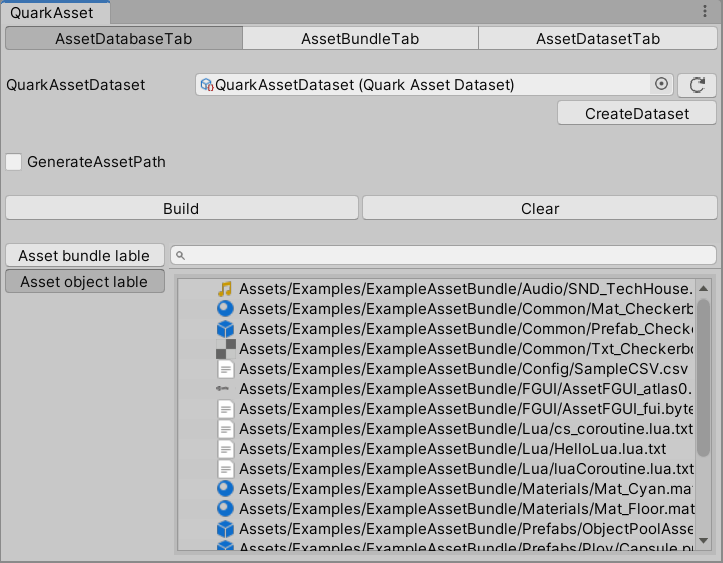 QuarkAsset
AssetDatabaseTab AssetBundleTab AssetDatasetTab
QuarkAssetDataset QuarkAssetDataset (Quark Asset Dataset)
CreateDataset
GenerateAssetPath
Build Clear
Asset bundle lable
Asset object lable
Assets/Examples/ExampleAssetBundle/Audio/SND_TechHouse.
Assets/Examples/ExampleAssetBundle/Common/Mat_Checkerb
Assets/Examples/ExampleAssetBundle/Common/Prefab_Checke
Assets/Examples/ExampleAssetBundle/Common/Txt_Checkerbo
Assets/Examples/ExampleAssetBundle/Config/SampleCSV.csv
Assets/Examples/ExampleAssetBundle/FGUI/AssetFGUI_atlas0.
Assets/Examples/ExampleAssetBundle/FGUI/AssetFGUI_fui.byte
Assets/Examples/ExampleAssetBundle/Lua/cs_coroutine.lua.txt
Assets/Examples/ExampleAssetBundle/Lua/HelloLua.lua.txt
Assets/Examples/ExampleAssetBundle/Lua/luaCoroutine.lua.txt
Assets/Examples/ExampleAssetBundle/Materials/Mat_Cyan.mat
Assets/Examples/ExampleAssetBundle/Materials/Mat_Floor.mat
Assets/Examples/ExampleAssetBundle/Prefabs/ObjectPoolAsse
Assets/Examples/ExampleAssetBundle/Prefabs/Ploy/Capsule.pr